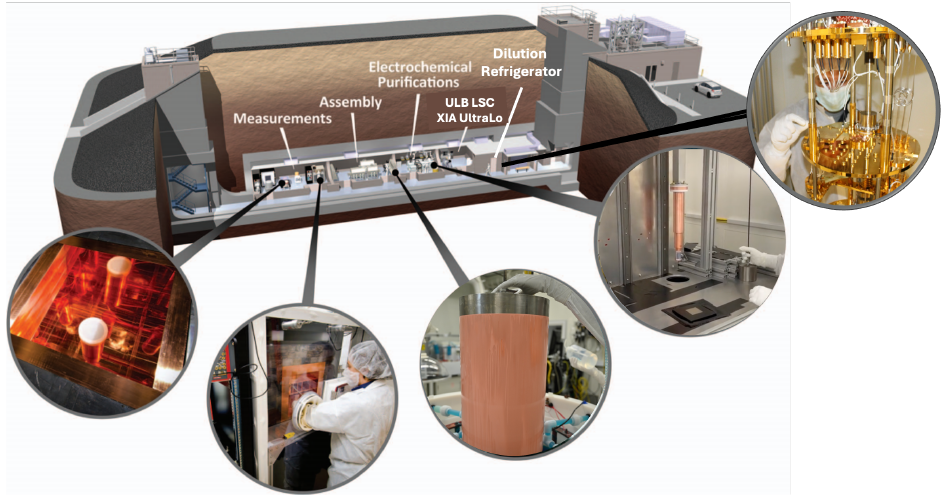 Dilution
Refrigerator
Electrochemical
Purifications
Assembly
ULB LSC
XIA UltraLo
Measurements